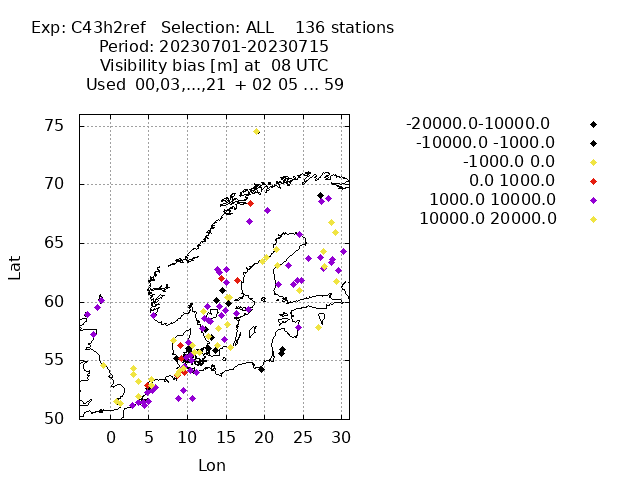 Exp: C43h2ref   Selection: ALL    136 stations
Period: 20230701-20230715
Visibility bias [m] at  08 UTC
Used  00,03,...,21  + 02 05 ... 59
-20000.0-10000.0
-10000.0 -1000.0
-1000.0 0.0
0.0 1000.0
1000.0 10000.0
10000.0 20000.0
75
70
65
60
55
50
Lat
0 5 10 15 20 25 30
Lon